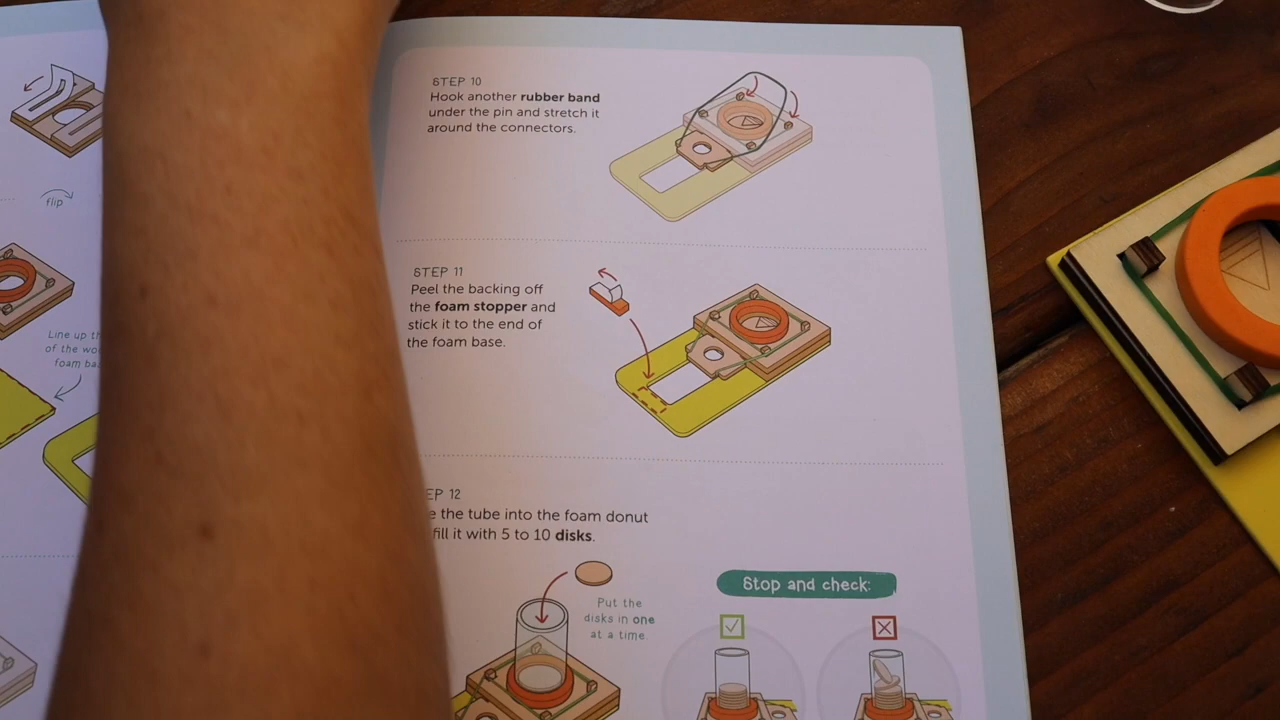 flip
Line up th
of the woo
foam ba
STEP 10
Hook another rubber band
under the pin and stretch it
around the connectors.
STEP 11
Peel the backing off
the foam stopper and
stick it to the end of
the foam base.
EP 12
e the tube into the foam donut
fill it with 5 to 10 disks.
Put the
disks in one
at a time.
Stop and check: